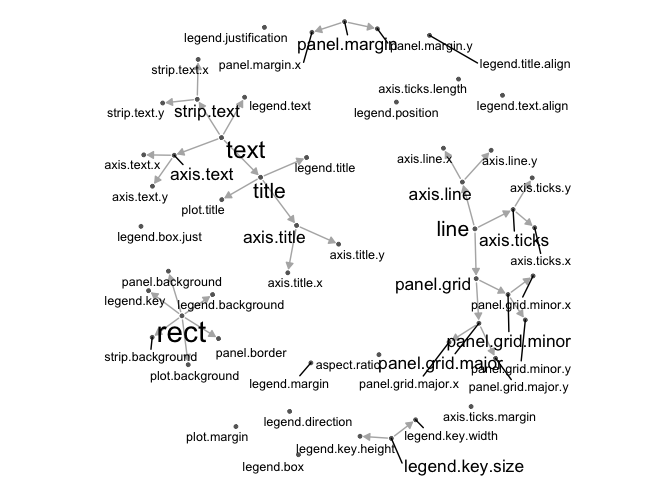 legend.justification
panel.margin
panel.margin.y
panel.margin.x
legend.title.align
strip.text.x
axis.ticks.length
strip.text.y
strip.text
legend.text
legend.position
legend.text.align
text
axis.text.x
axis.text
legend.title
axis.line.x
axis.line.y
axis.text.y
title
axis.line
axis.ticks.y
plot.title
legend.box.just
axis.title
line
axis.ticks
axis.title.y
axis.ticks.x
panel.background
axis.title.x
panel.grid
legend.key
legend.background
panel.grid.minor.x
rect
panel.grid.minor
strip.background
panel.border
aspect.ratio
panel.grid.major
panel.grid.minor.y
plot.background
legend.margin
panel.grid.major.x
panel.grid.major.y
legend.direction
axis.ticks.margin
plot.margin
legend.key.width
legend.key.height
legend.box
legend.key.size